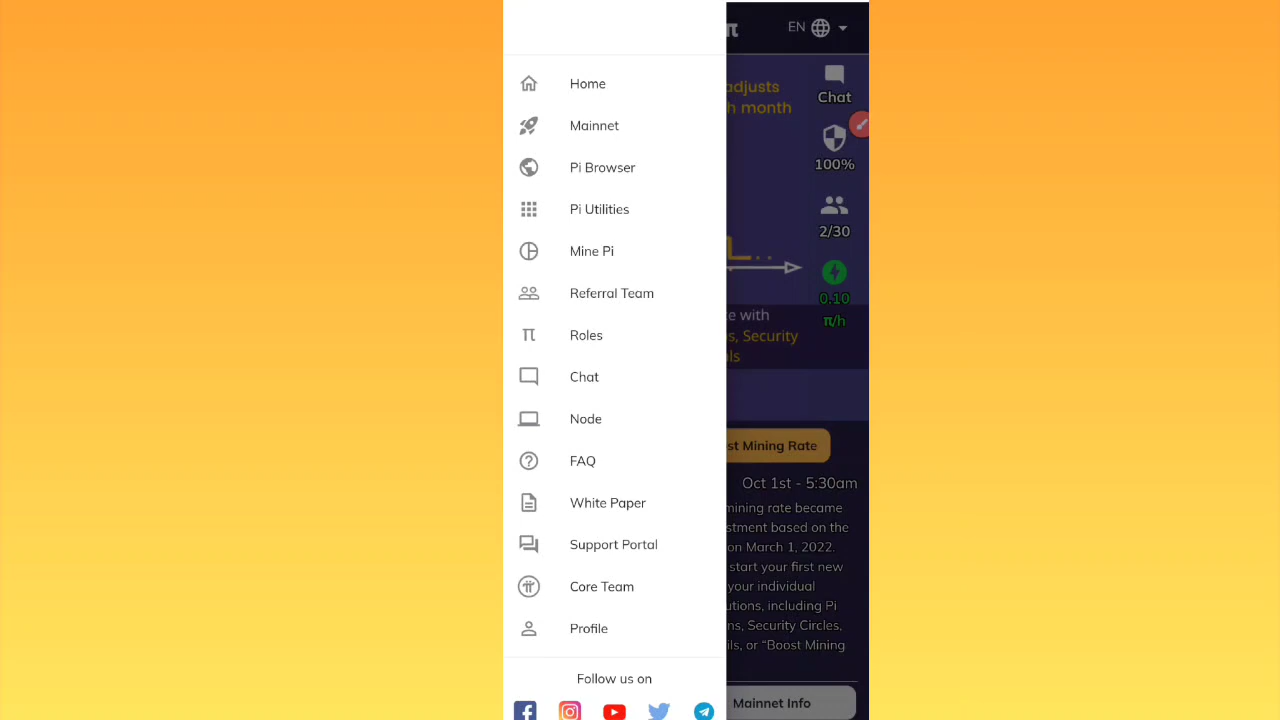 π
EN
adjusts
h month
Chat
100%
2/30
0.10
π/h
e with
s, Security
ls
st Mining Rate
Oct 1st - 5:30am
mining rate became
stment based on the
on March 1, 2022.
start your first new
your individual
utions, including Pi
ns, Security Circles,
ils, or “Boost Mining
Mainnet Info
Home
Mainnet
Pi Browser
Pi Utilities
Mine Pi
Referral Team
π Roles
Chat
Node
FAQ
White Paper
Support Portal
Core Team
Profile
Follow us on